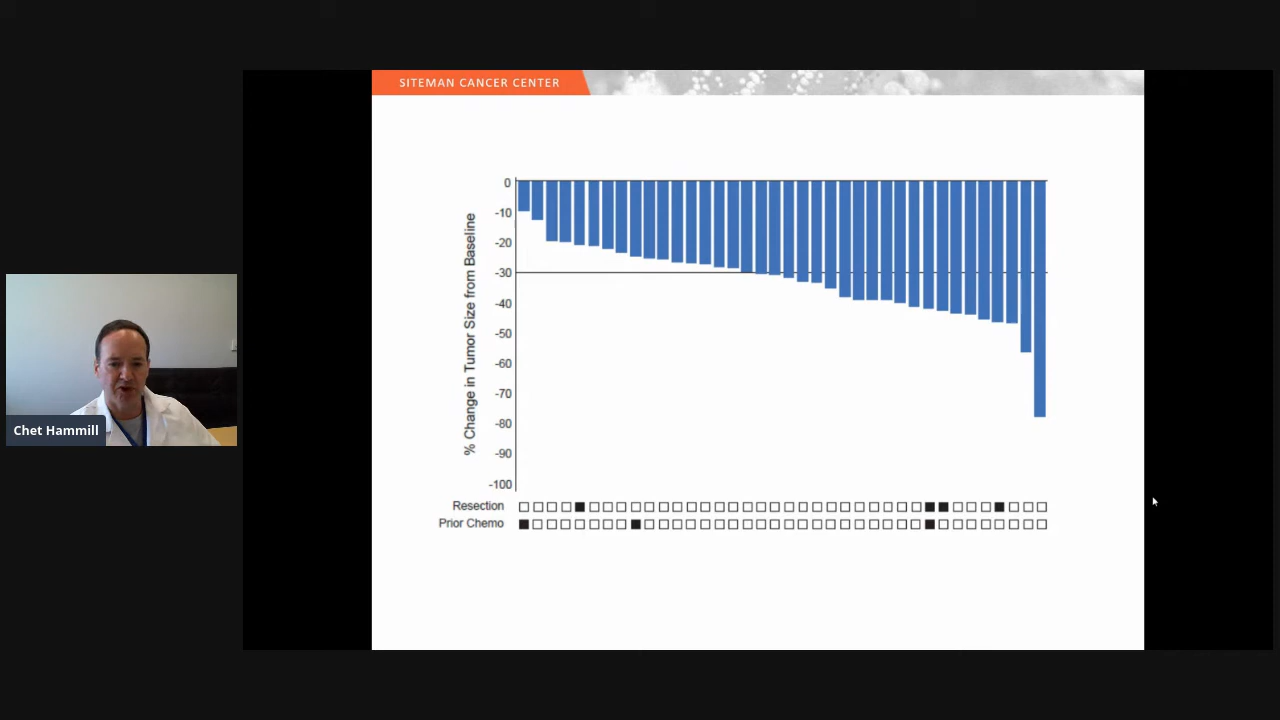 SITEMAN CANCER CENTER
% Change in Tumor Size from Baseline
0
-10
-20
-30
-40
-50
-60
-70
-80
-90
-100
Resection
Prior Chemo
Chet Hammill